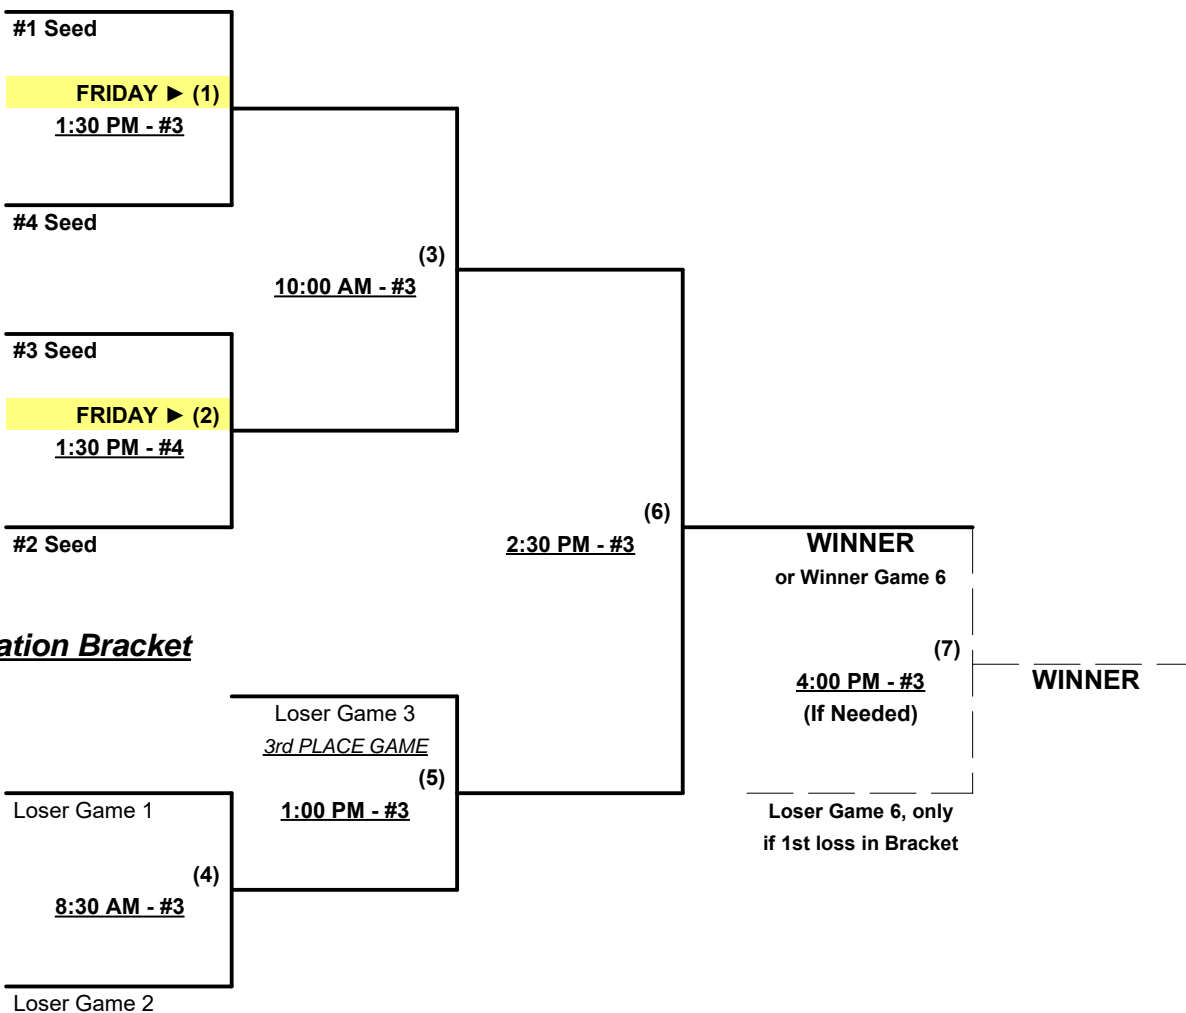 #1 Seed
FRIDAY ► (1)
1:30 PM - #3
#4 Seed
(3)
10:00 AM - #3
#3 Seed
FRIDAY ► (2)
1:30 PM - #4
#2 Seed
(6)
2:30 PM - #3
WINNER
or Winner Game 6
(7)
4:00 PM - #3
(If Needed)
WINNER
Loser Game 6, only
if 1st loss in Bracket
ation Bracket
Loser Game 3
3rd PLACE GAME
(5)
1:00 PM - #3
Loser Game 1
(4)
8:30 AM - #3
Loser Game 2